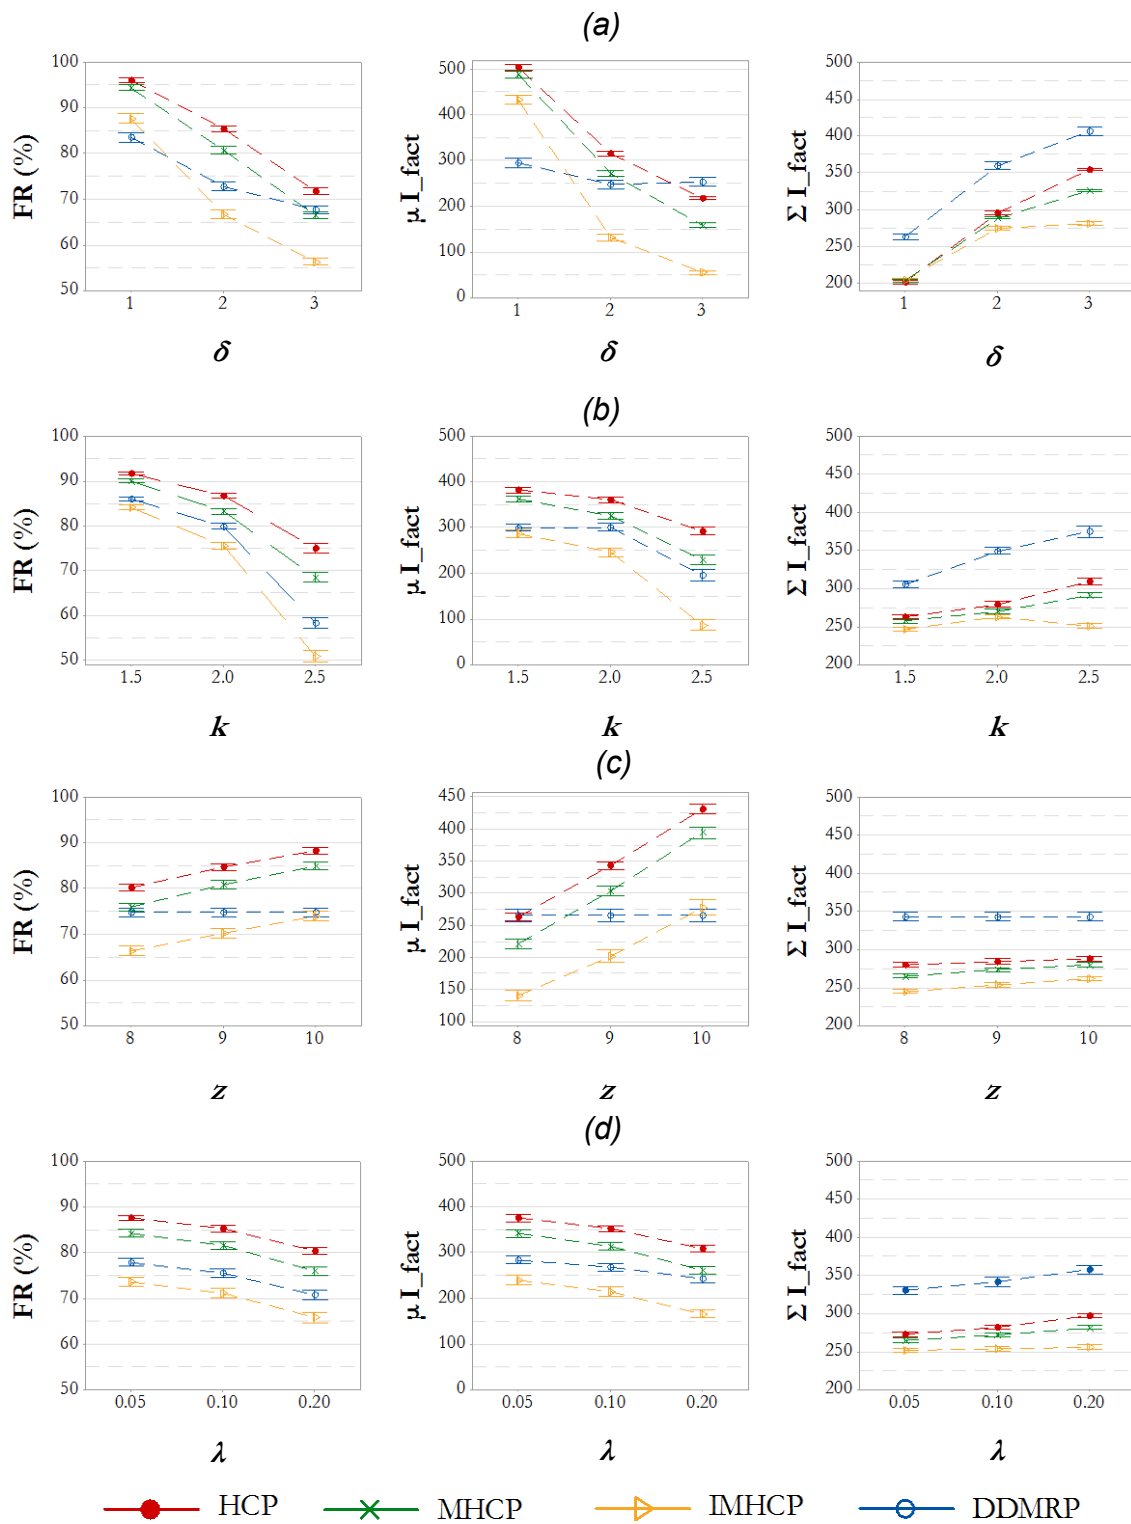 (a)
FR (%)
100
90
80
70
60
50
1 2 3
δ
μ I_fact
500
400
300
200
100
0
1 2 3
δ
Σ I_fact
500
450
400
350
300
250
200
1 2 3
δ
(b)
FR (%)
100
90
80
70
60
50
1.5 2.0 2.5
k
μ I_fact
500
400
300
200
100
0
1.5 2.0 2.5
k
Σ I_fact
500
450
400
350
300
250
200
1.5 2.0 2.5
k
(c)
FR (%)
100
90
80
70
60
50
8 9 10
z
μ I_fact
450
400
350
300
250
200
150
100
8 9 10
z
Σ I_fact
500
450
400
350
300
250
200
8 9 10
z
(d)
FR (%)
100
90
80
70
60
50
0.05 0.10 0.20
λ
μ I_fact
500
400
300
200
100
0
0.05 0.10 0.20
λ
Σ I_fact
500
450
400
350
300
250
200
0.05 0.10 0.20
λ
HCP MHCP IMHCP DDMRP